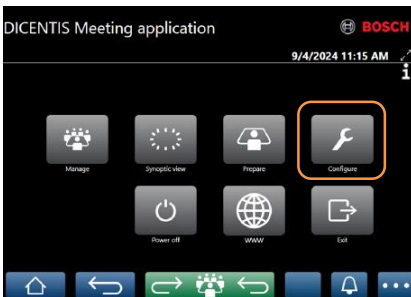 DICENTIS Meeting application
BOSCH
9/4/2024 11:15 AM
Manage
Synoptic view
Prepare
Configure
Power off
WWW
Exit